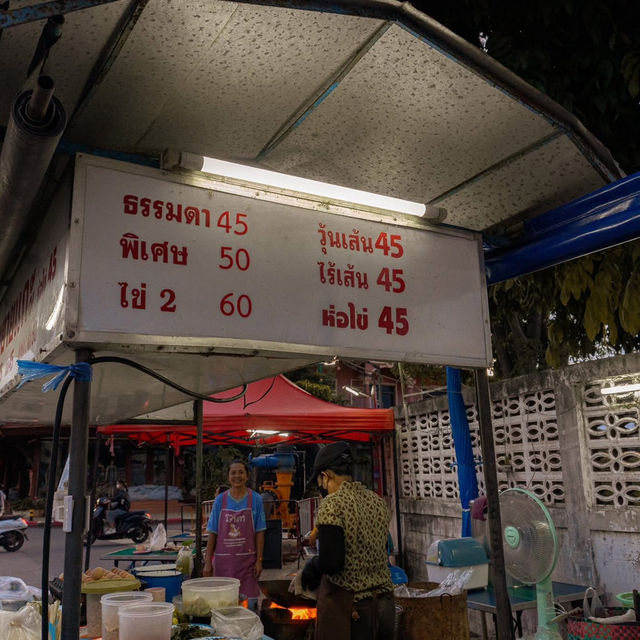 ธรรมดา 45
พิเศษ 50
ไข่ 2 60
วุ้นเส้น 45
ไร้เส้น 45
ห่อไข่ 45